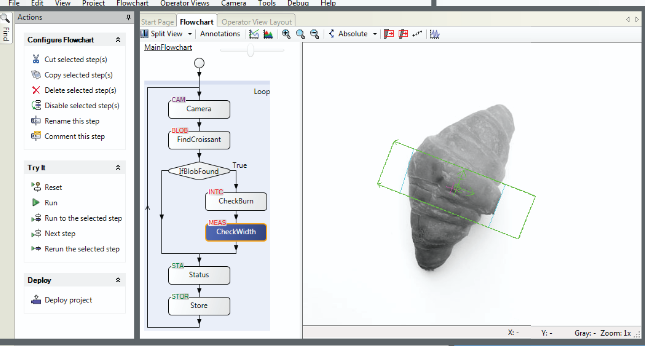 File Edit View Project Flowchart Operator Views Camera Tools Debug Help
Find
Actions
Start Page Flowchart Operator View Layout
Split View Annotations Absolute
Configure Flowchart
Cut selected step(s)
Copy selected step(s)
Delete selected step(s)
Disable selected step(s)
Rename this step
Comment this step
Try It
Reset
Run
Run to the selected step
Next step
Rerun the selected step
Deploy
Deploy project
MainFlowchart
Loop
CAM
Camera
BLOB
FindCroissant
IfBlobFound
True
INTC
CheckBurn
MEAS
CheckWidth
STA
Status
STOR
Store
X: - Y: - Gray: - Zoom: 1x